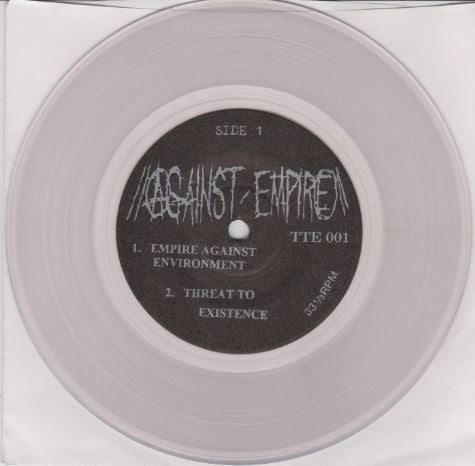 SIDE 1
AGAINST EMPIRE
TTE 001
1. EMPIRE AGAINST
ENVIRONMENT
2. THREAT TO
EXISTENCE
33⅓RPM